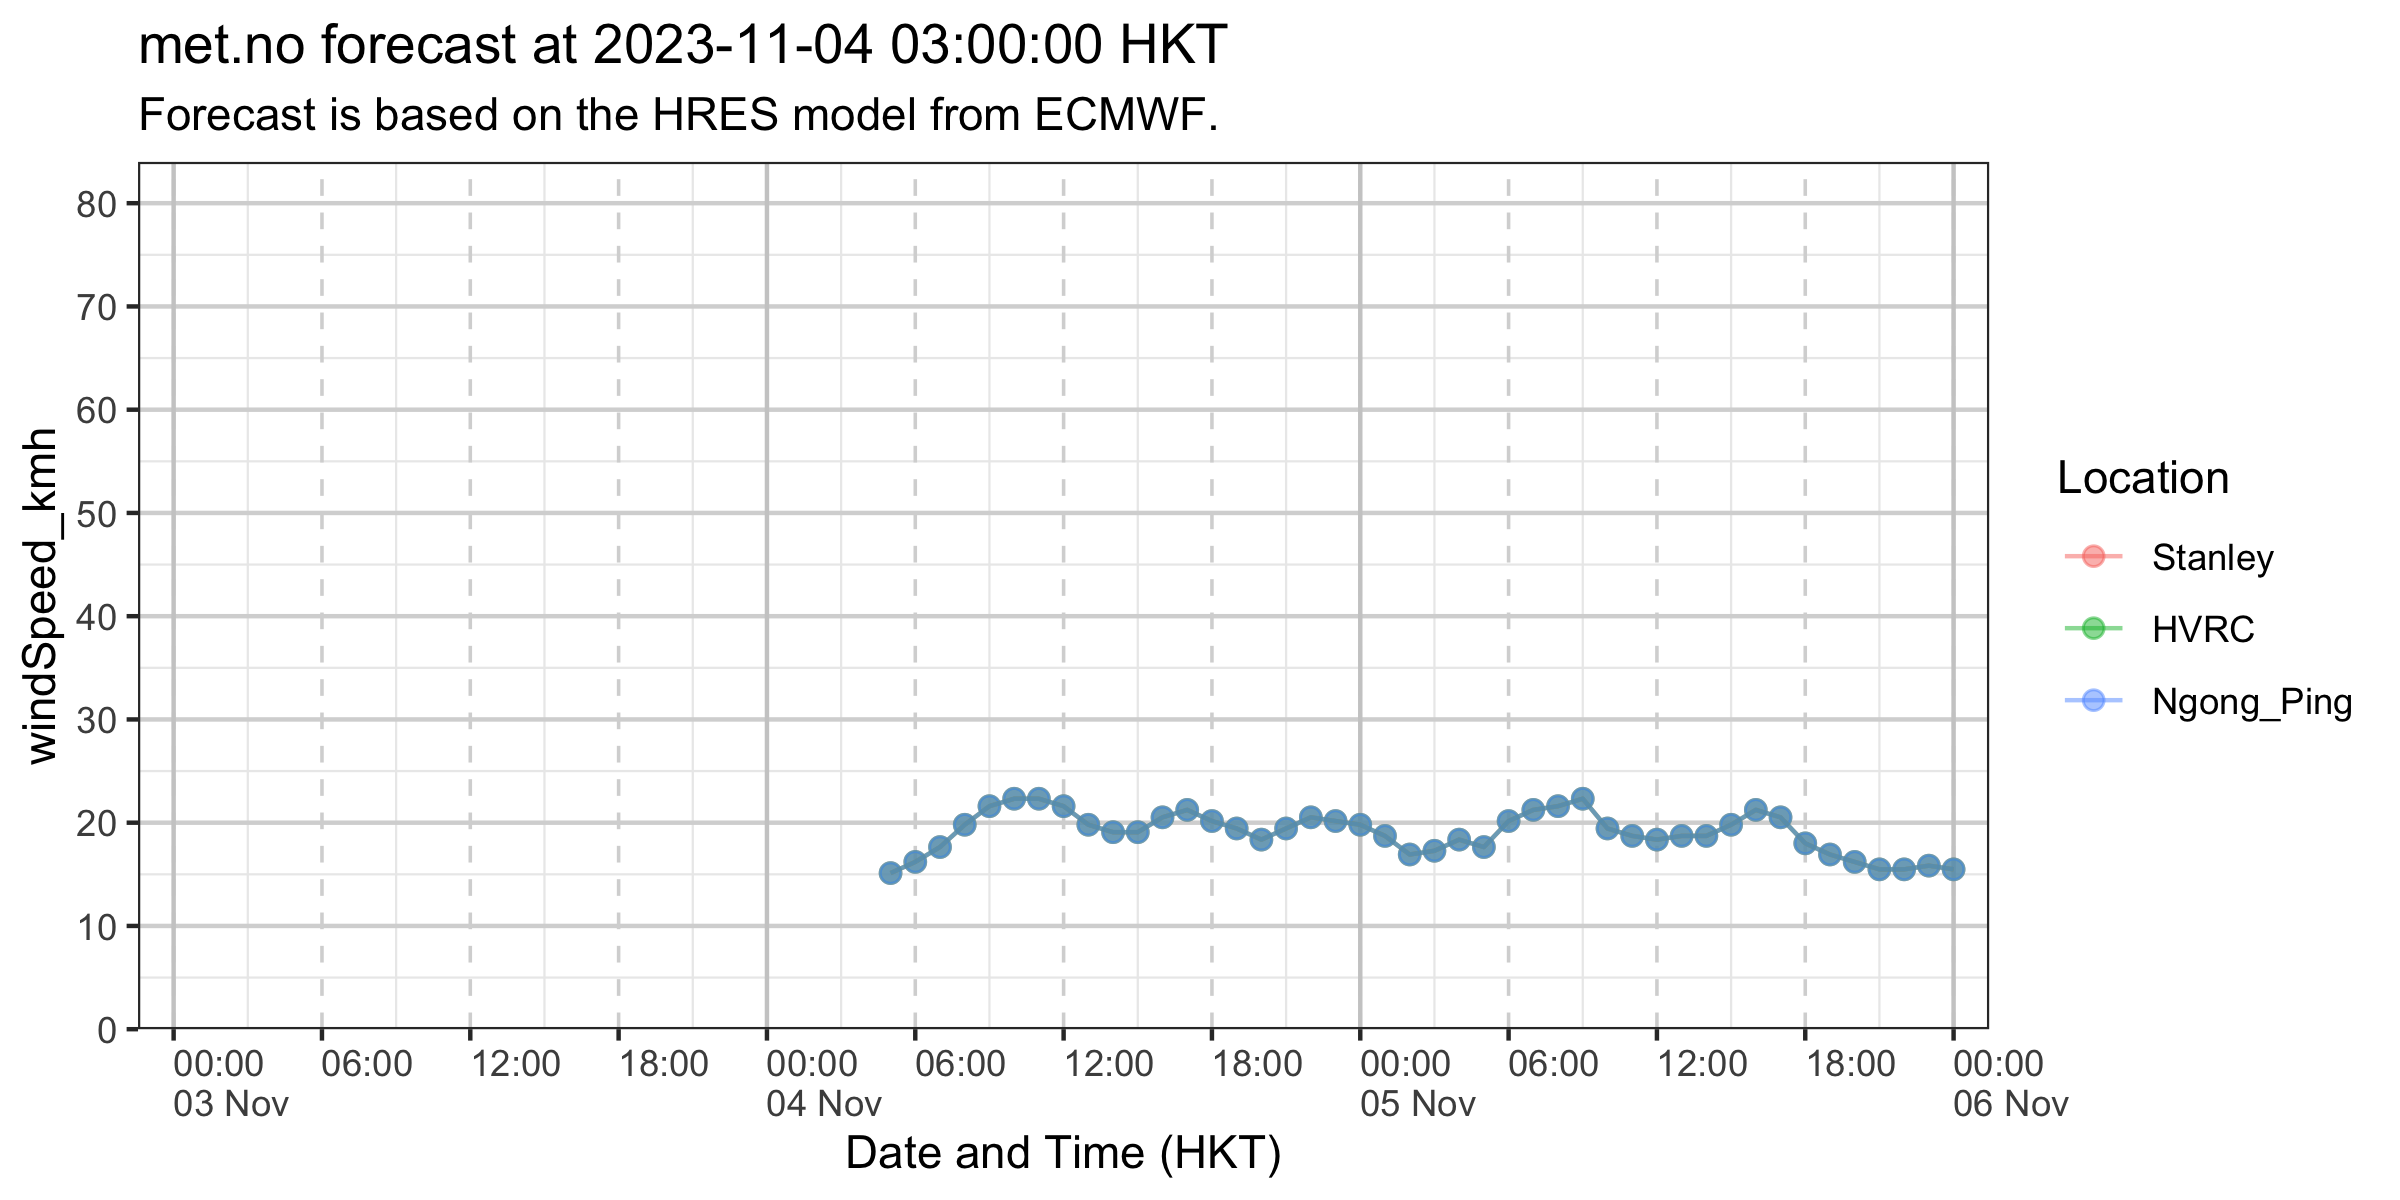 met.no forecast at 2023-11-04 03:00:00 HKT
Forecast is based on the HRES model from ECMWF.
windSpeed_kmh
80
70
60
50
40
30
20
10
0
00:00 06:00 12:00 18:00 00:00 06:00 12:00 18:00 00:00 06:00 12:00 18:00 00:00
03 Nov 04 Nov 05 Nov 06 Nov
Date and Time (HKT)
Location
Stanley
HVRC
Ngong_Ping